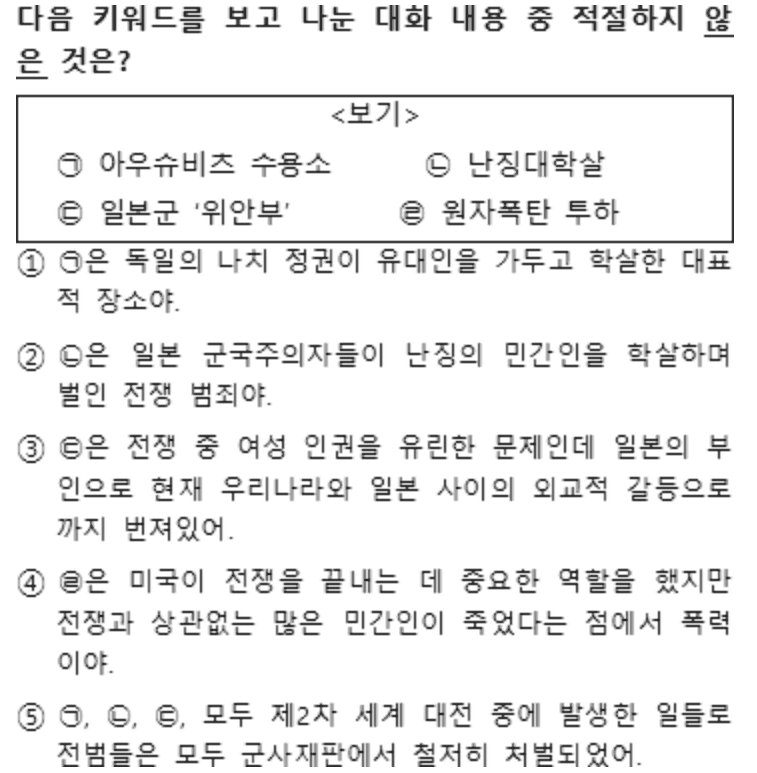 다음 키워드를 보고 나눈 대화 내용 중 적절하지 않
은 것은?
<보기>
㉠ 아우슈비츠 수용소 ㉡ 난징대학살
㉢ 일본군 '위안부' ㉣ 원자폭탄 투하
① ㉠은 독일의 나치 정권이 유대인을 가두고 학살한 대표
적 장소야.
② ㉡은 일본 군국주의자들이 난징의 민간인을 학살하며
벌인 전쟁 범죄야.
③ ㉢은 전쟁 중 여성 인권을 유린한 문제인데 일본의 부
인으로 현재 우리나라와 일본 사이의 외교적 갈등으로
까지 번져있어.
④ ㉣은 미국이 전쟁을 끝내는 데 중요한 역할을 했지만
전쟁과 상관없는 많은 민간인이 죽었다는 점에서 폭력
이야.
⑤ ㉠, ㉡, ㉢, 모두 제2차 세계 대전 중에 발생한 일들로
전범들은 모두 군사재판에서 철저히 처벌되었어.